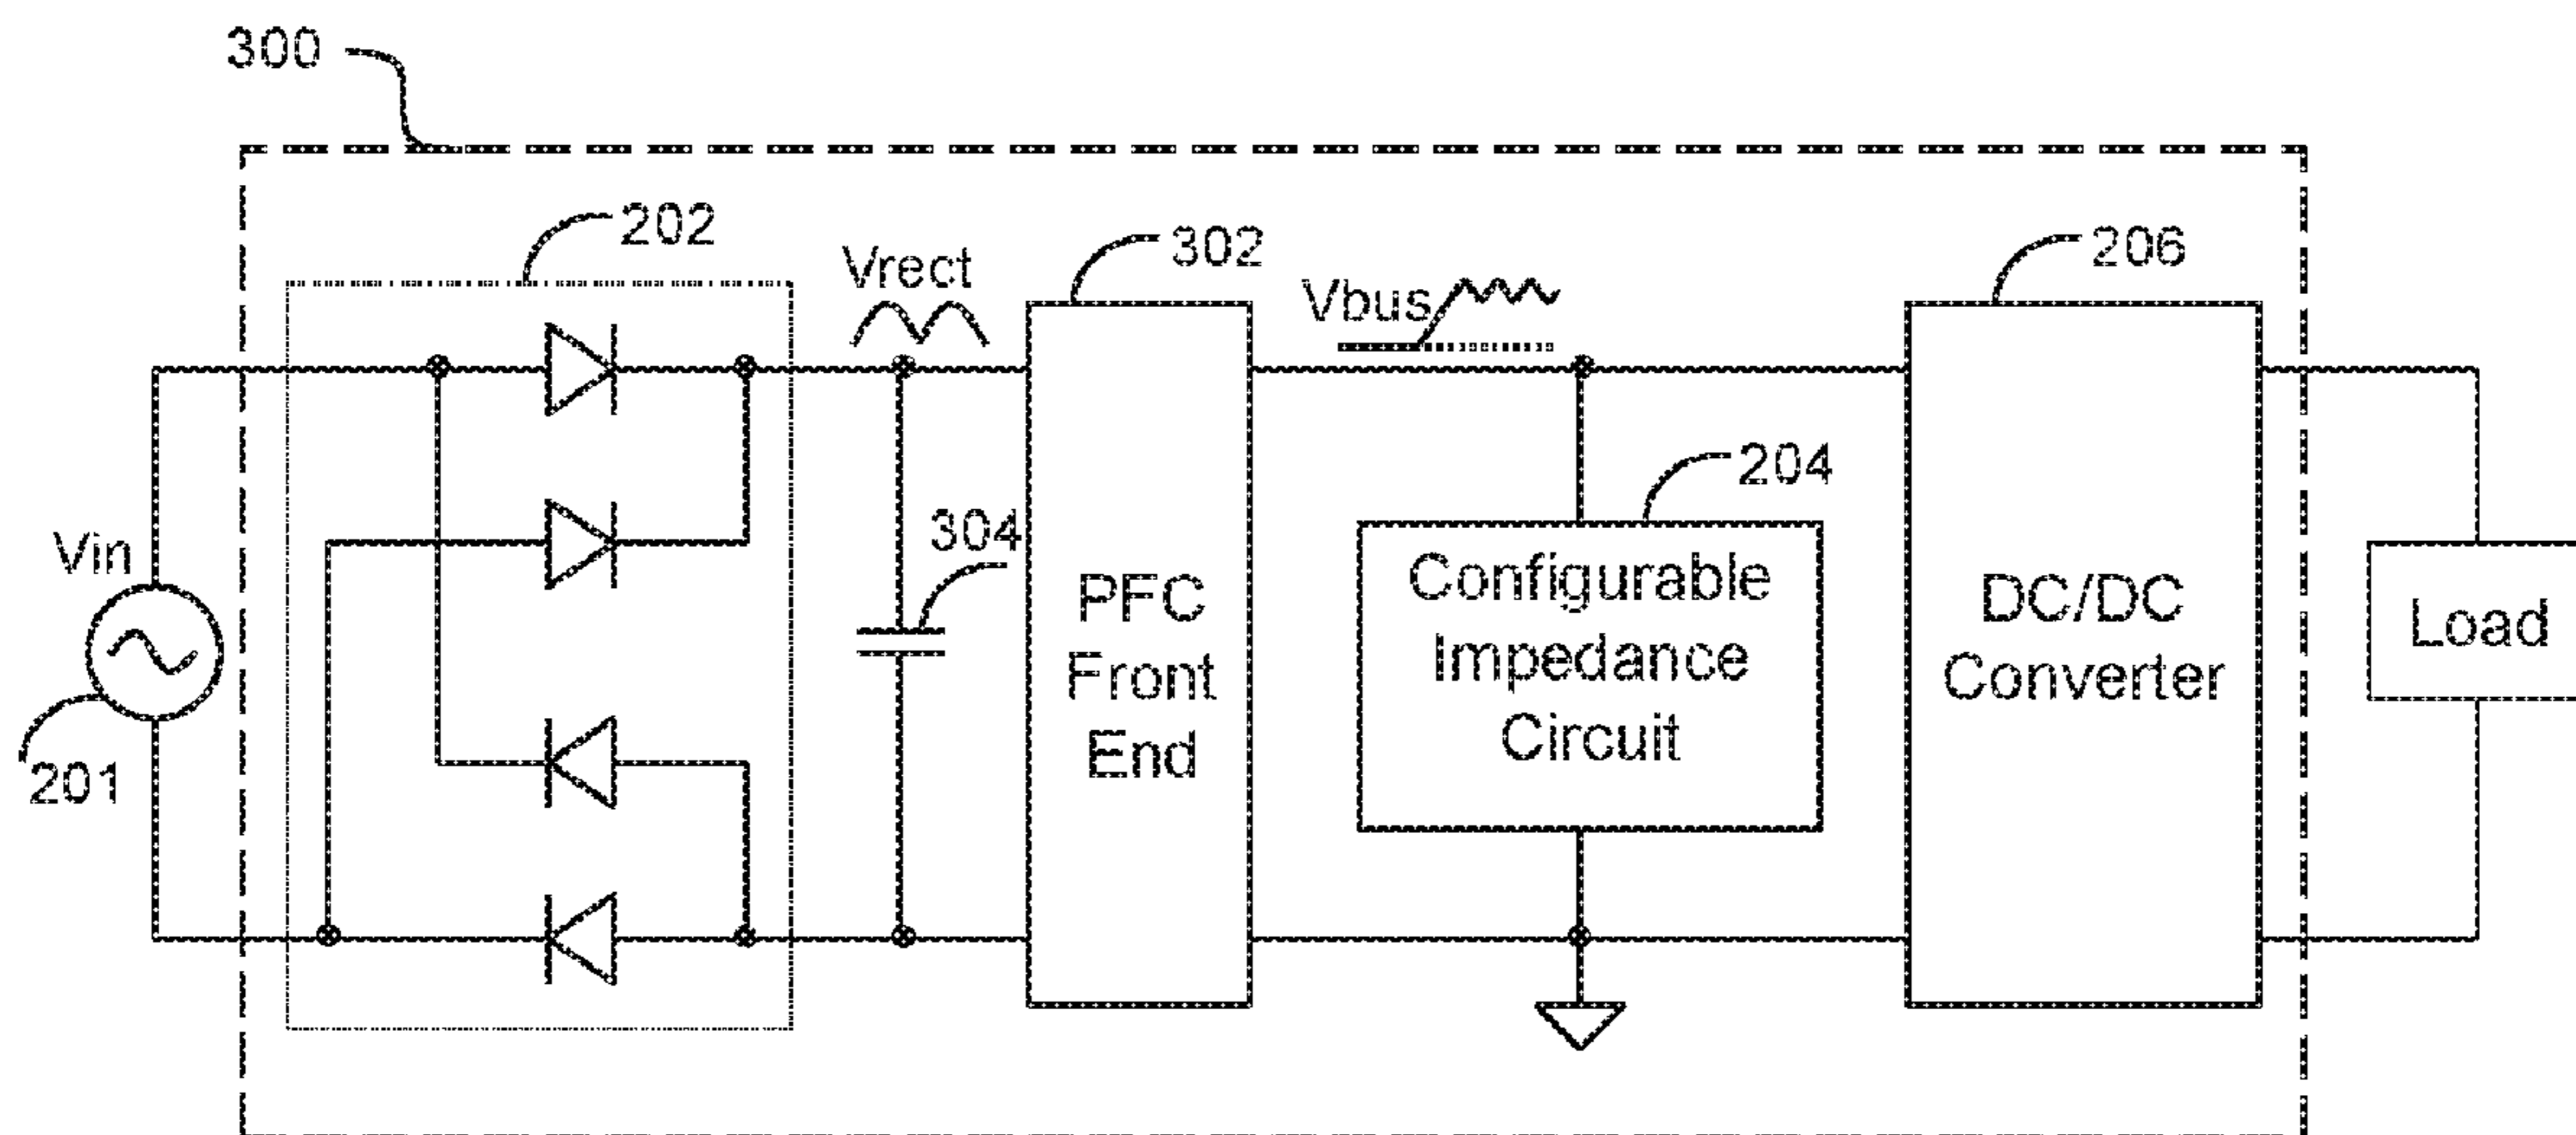 300
202
Vrect
302
Vbus
206
204
304
Vin
201
PFC
Front
End
Configurable
Impedance
Circuit
DC/DC
Converter
Load